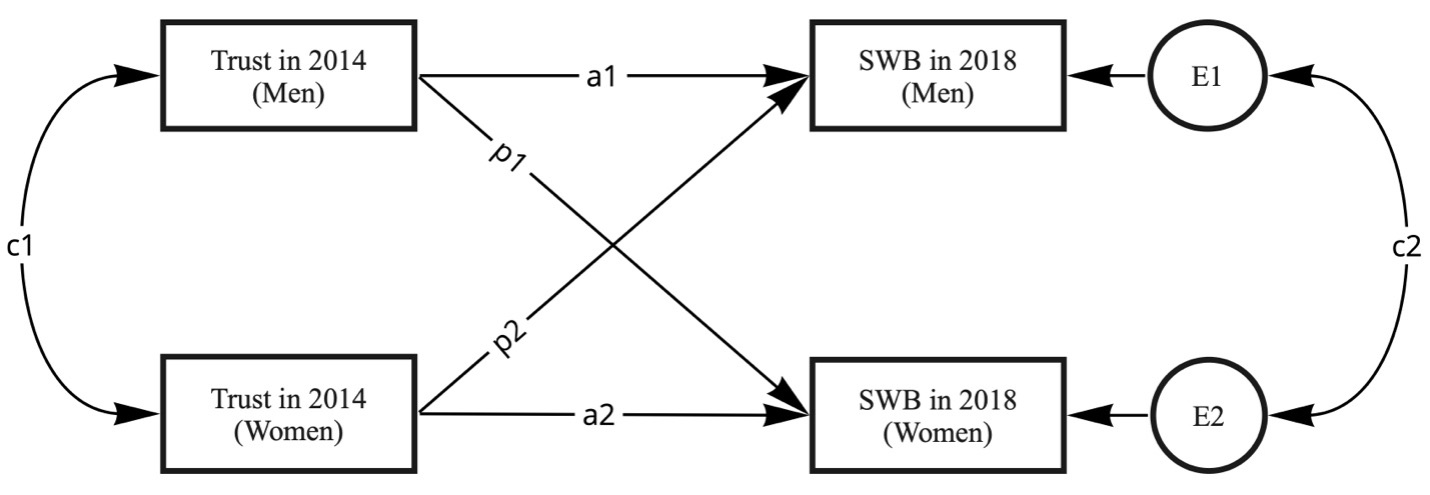 Trust in 2014
(Men)
a1
SWB in 2018
(Men)
E1
p1
c1
c2
p2
Trust in 2014
(Women)
a2
SWB in 2018
(Women)
E2